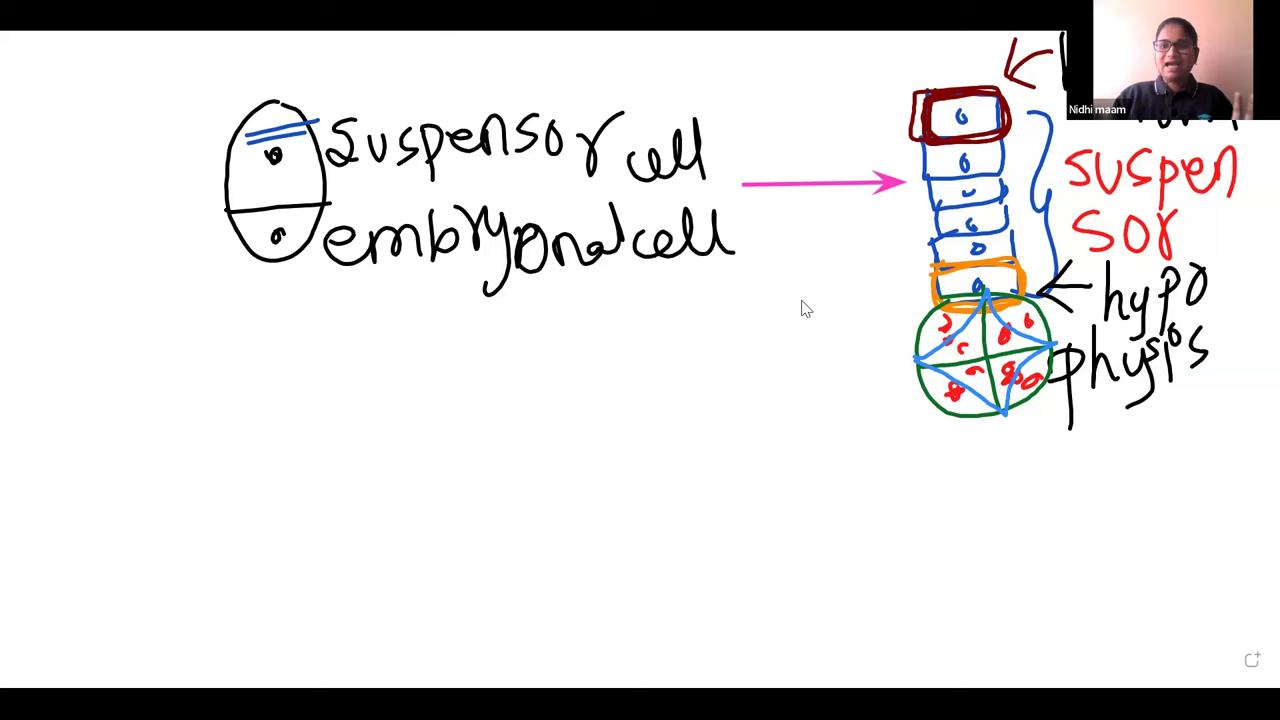 suspensor cell
embryonal cell
suspen
sor
hypo
physis
Nidhi maam